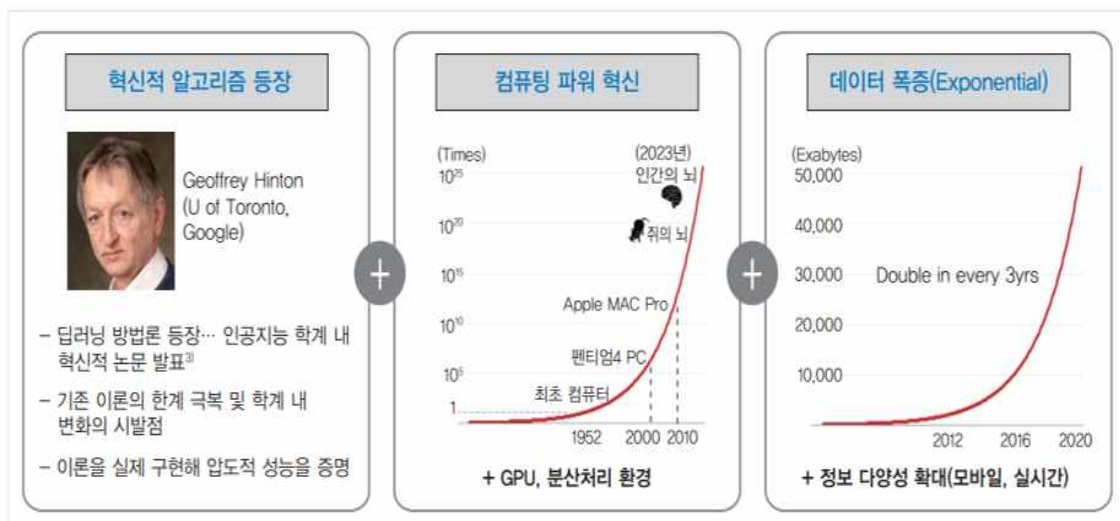 혁신적 알고리즘 등장
Geoffrey Hinton
(U of Toronto,
Google)
– 딥러닝 방법론 등장… 인공지능 학계 내
혁신적 논문 발표3)
– 기존 이론의 한계 극복 및 학계 내
변화의 시발점
– 이론을 실제 구현해 압도적 성능을 증명
+
컴퓨팅 파워 혁신
(Times)
(2023년)
인간의 뇌
10²⁵
10²⁰
쥐의 뇌
10¹⁵
Apple MAC Pro
10¹⁰
펜티엄4 PC
10⁵
최초 컴퓨터
1
1952 2000 2010
+ GPU, 분산처리 환경
+
데이터 폭증(Exponential)
(Exabytes)
50,000
40,000
30,000
Double in every 3yrs
20,000
10,000
2012 2016 2020
+ 정보 다양성 확대(모바일, 실시간)